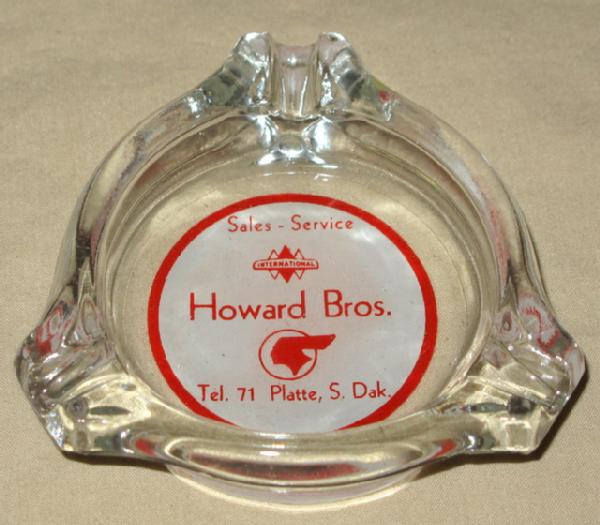 Sales - Service
INTERNATIONAL
Howard Bros.
Tel. 71 Platte, S. Dak.